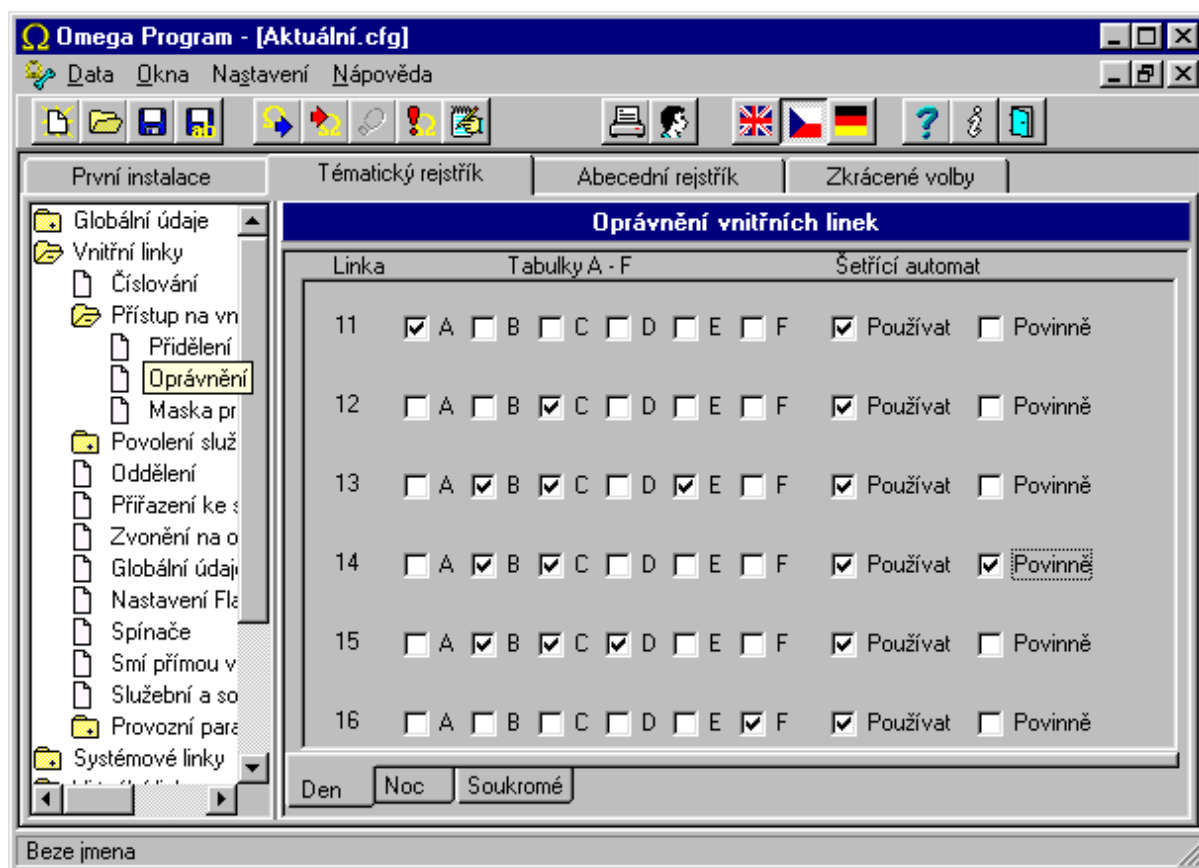 Omega Program - [Aktuální.cfg]
Data Okna Nastavení Nápověda
První instalace Tématický rejstřík Abecední rejstřík Zkrácené volby
Globální údaje
Vnitřní linky
Číslování
Přístup na vn
Přidělení
Oprávnění
Maska pr
Povolení služ
Oddělení
Přiřazení ke s
Zvonění na o
Globální údaj
Nastavení Fla
Spínače
Smí přímou v
Služební a so
Provozní para
Systémové linky
Oprávnění vnitřních linek
Linka Tabulky A - F Šetřící automat
11 A B C D E F Používat Povinně
12 A B C D E F Používat Povinně
13 A B C D E F Používat Povinně
14 A B C D E F Používat Povinně
15 A B C D E F Používat Povinně
16 A B C D E F Používat Povinně
Den Noc Soukromé
Beze jmena